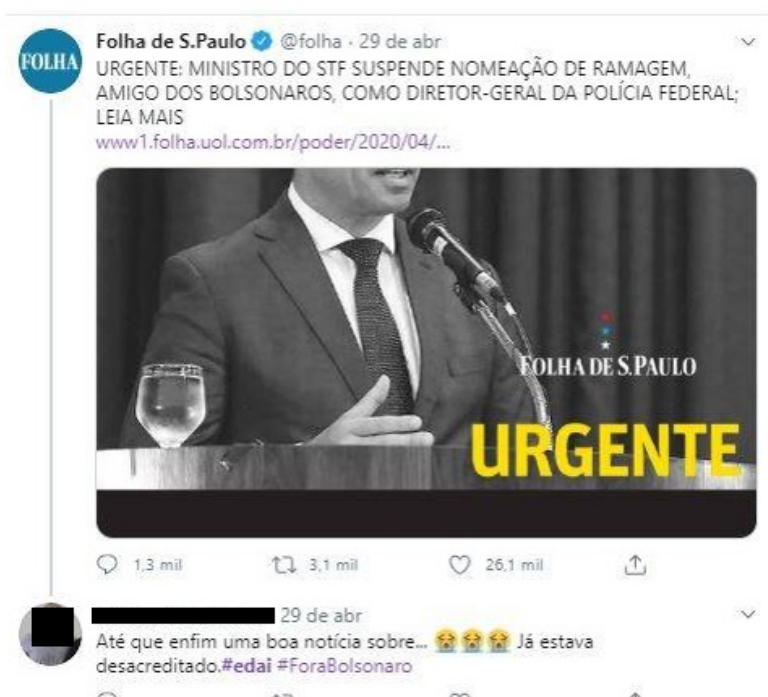 FOLHA
Folha de S.Paulo @folha · 29 de abr
URGENTE: MINISTRO DO STF SUSPENDE NOMEAÇÃO DE RAMAGEM,
AMIGO DOS BOLSONAROS, COMO DIRETOR-GERAL DA POLÍCIA FEDERAL;
LEIA MAIS
www1.folha.uol.com.br/poder/2020/04/...
FOLHA DE S.PAULO
URGENTE
1,3 mil 3,1 mil 26,1 mil
29 de abr
Até que enfim uma boa notícia sobre... 😭😭😭 Já estava
desacreditado.#edai #ForaBolsonaro